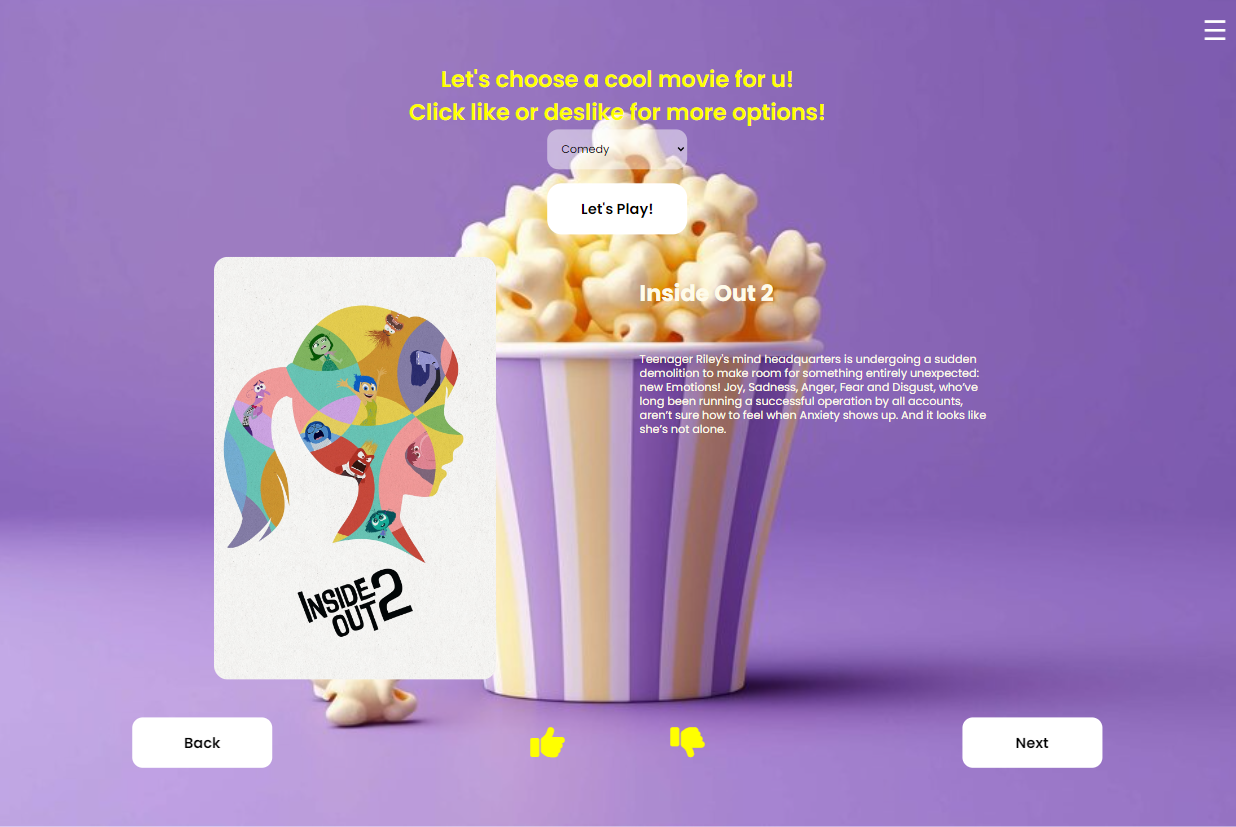 Let's choose a cool movie for u!
Click like or deslike for more options!
Comedy
Let's Play!
Inside Out 2
Teenager Riley's mind headquarters is undergoing a sudden
demolition to make room for something entirely unexpected:
new Emotions! Joy, Sadness, Anger, Fear and Disgust, who’ve
long been running a successful operation by all accounts,
aren’t sure how to feel when Anxiety shows up. And it looks like
she’s not alone.
INSIDE
OUT 2
Back
Next